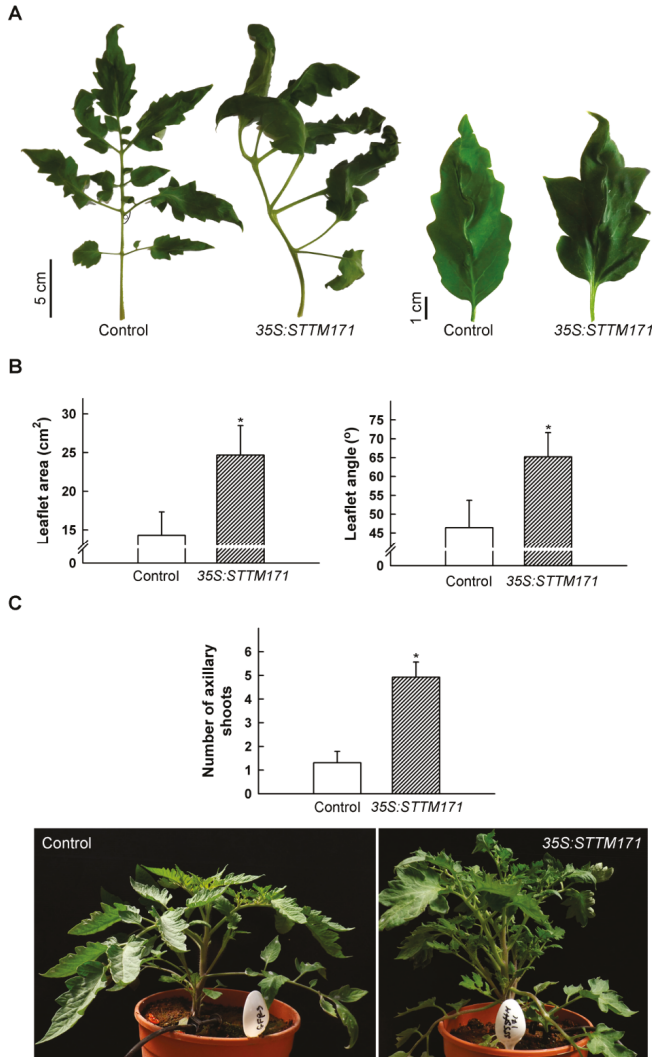 A
5 cm
Control
35S:STTM171
1 cm
Control
35S:STTM171
B
Leaflet area (cm²)
30
25
20
15
0
Control
35S:STTM171
*
Leaflet angle (º)
75
70
65
60
55
50
45
0
Control
35S:STTM171
*
C
Number of axillary
shoots
6
5
4
3
2
1
0
Control
35S:STTM171
*
Control
35S:STTM171